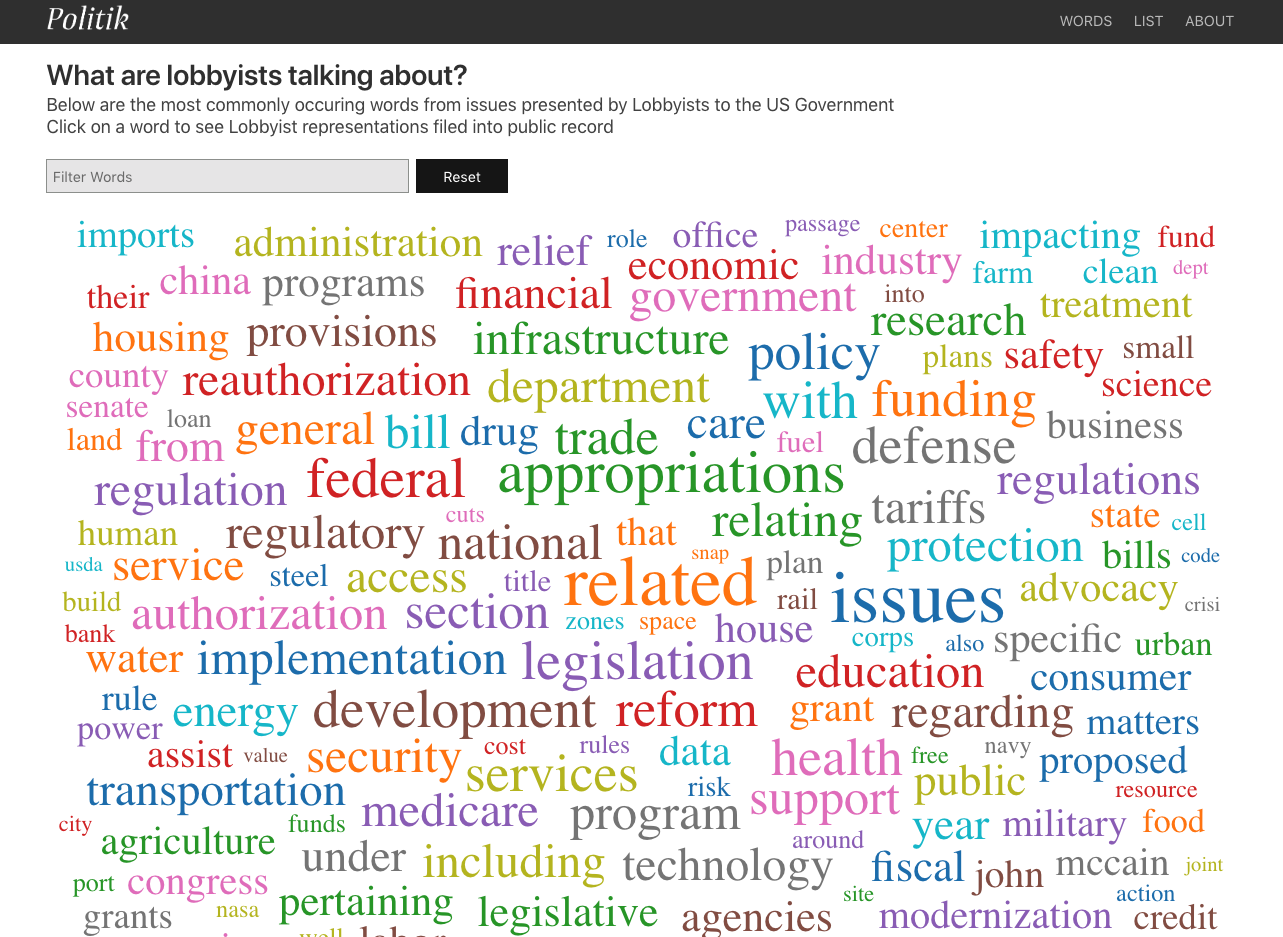 Politik WORDS LIST ABOUT
What are lobbyists talking about?
Below are the most commonly occuring words from issues presented by Lobbyists to the US Government
Click on a word to see Lobbyist representations filed into public record
Filter Words Reset
imports administration relief role office passage center impacting fund
their china programs financial economic industry farm clean dept
government into research treatment
housing provisions infrastructure policy plans safety small
county reauthorization department with funding science
senate loan general bill drug trade care fuel defense business
land from federal appropriations regulations
regulation cuts relating tariffs state cell
human regulatory national that snap plan protection bills code
usda service steel access title related rail issues advocacy crisi
build authorization section zones space house corps also specific urban
bank water implementation legislation education consumer
rule energy development reform grant regarding matters
power assist value security cost rules data health free navy proposed
transportation services risk support public resource
city agriculture funds medicare program around year military food
under including technology fiscal john mccain joint
port congress pertaining legislative site action
grants nasa agencies modernization credit
well labor